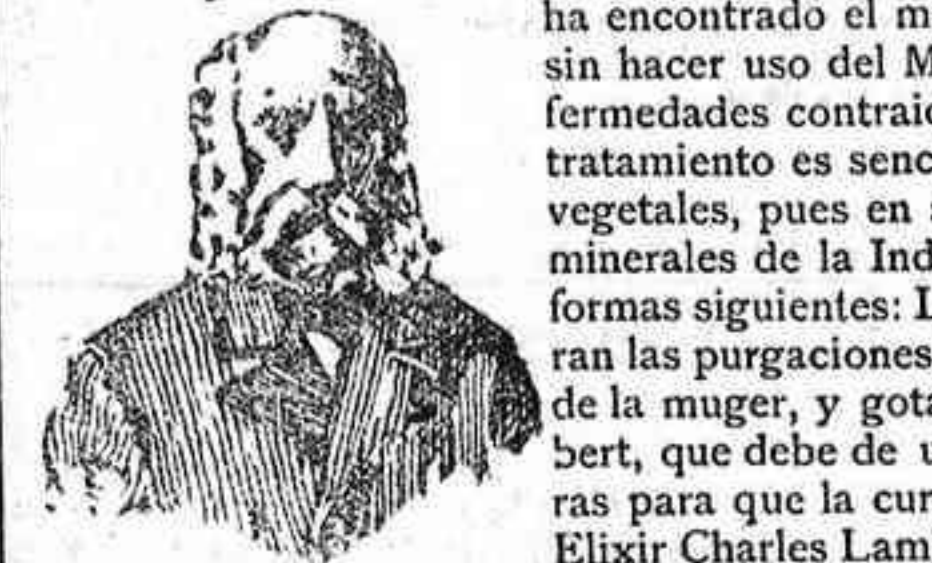 ha encontrado el m
sin hacer uso del M
fermedades contraid
tratamiento es senc
vegetales, pues en
minerales de la Ind
formas siguientes: L
ran las purgaciones
de la muger, y gota
bert, que debe de u
ras para que la cur
Elixir Charles Lam